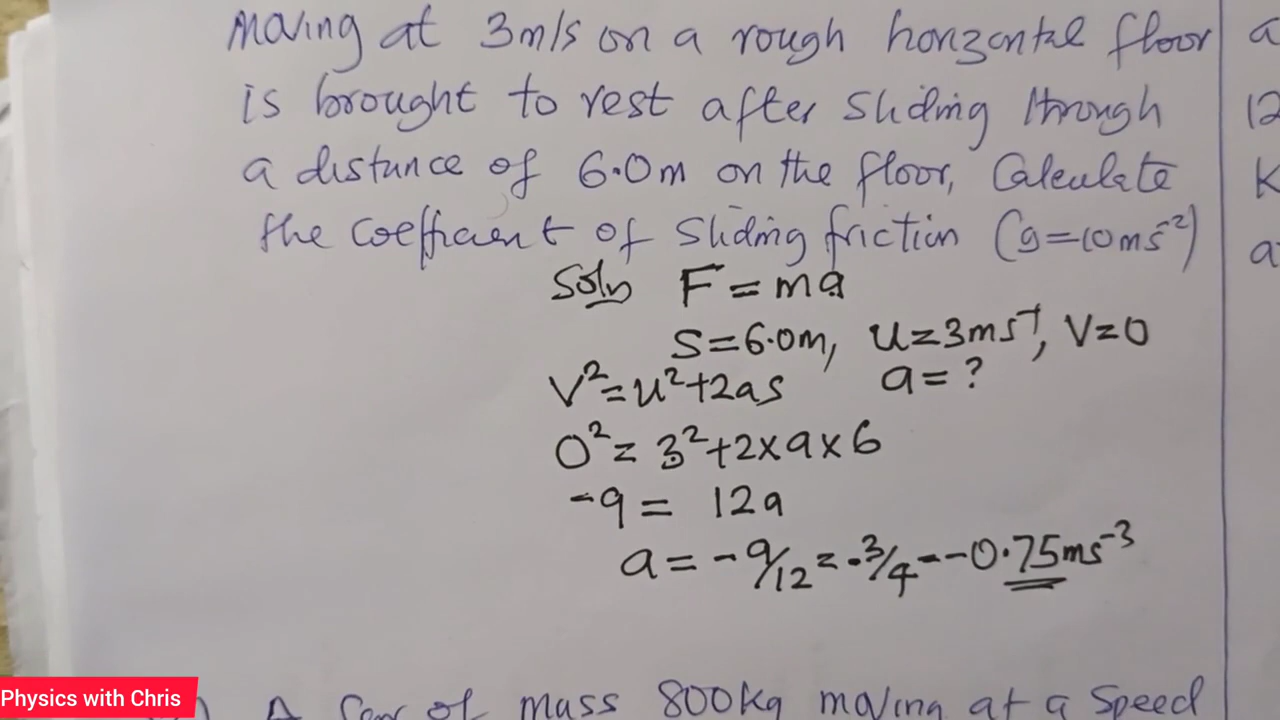 Moving at 3m/s on a rough horizontal floor
is brought to rest after sliding through
a distance of 6.0m on the floor, Calculate
the coefficient of sliding friction (g=10ms⁻²)
Soln F = ma
S=6.0m, u=3ms⁻¹, V=0
V²=u²+2as a=?
0²=3²+2×a×6
-9 = 12a
a = -9/12 = -3/4 = -0.75ms⁻³
A car of mass 800kg moving at a speed
a
12
K
a
Physics with Chris